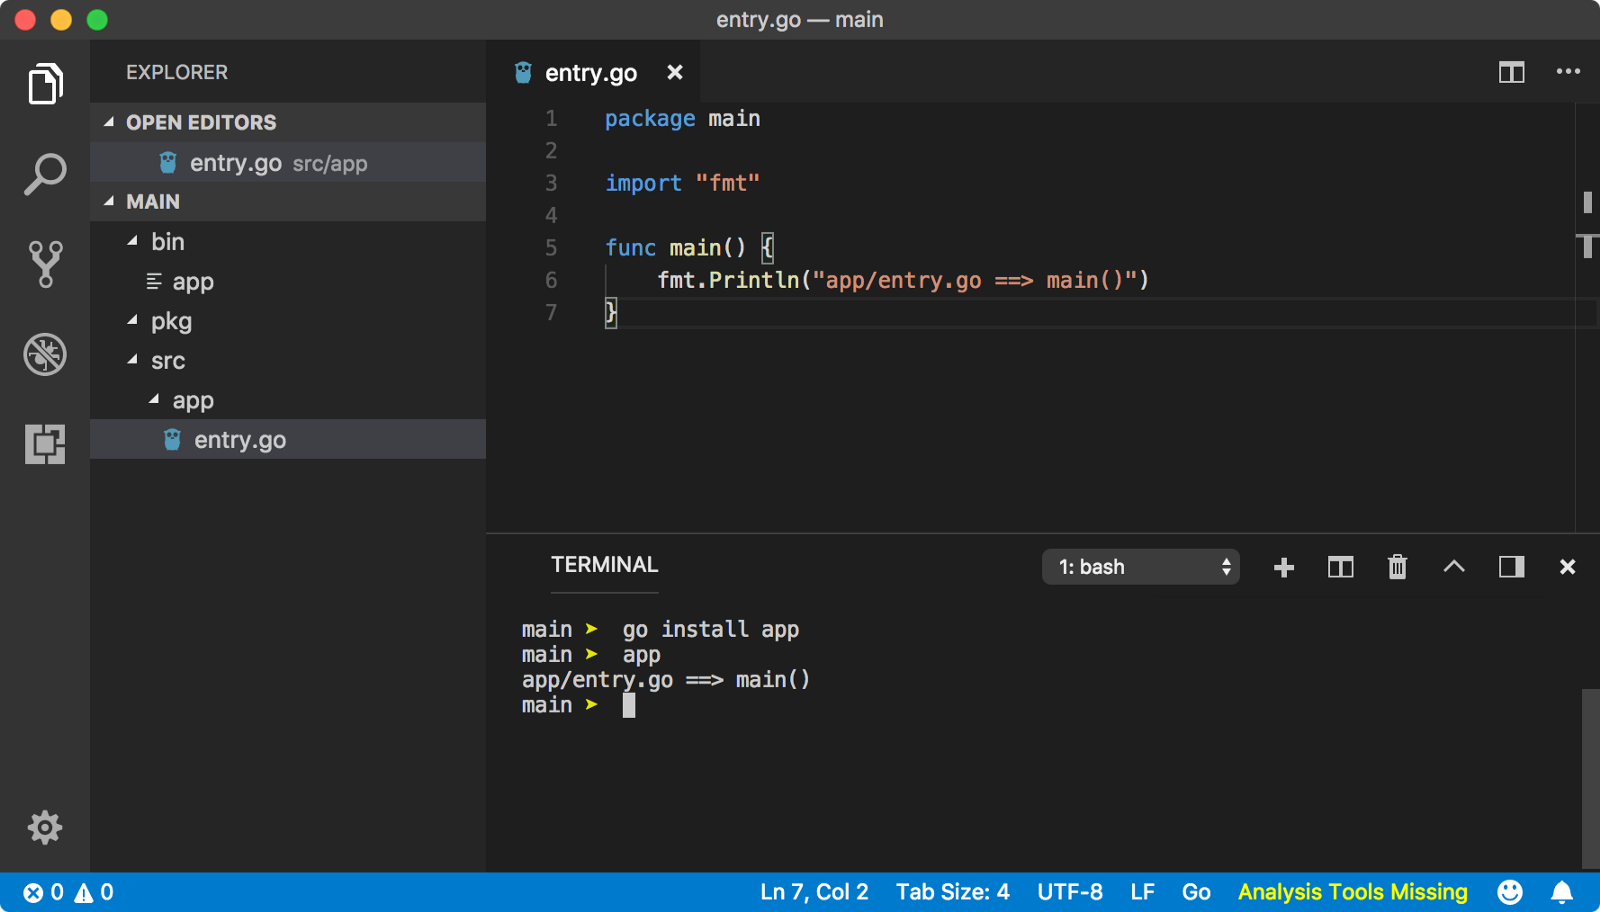 entry.go — main
EXPLORER
OPEN EDITORS
entry.go src/app
MAIN
bin
app
pkg
src
app
entry.go
entry.go
1 package main
2
3 import "fmt"
4
5 func main() {
6 fmt.Println("app/entry.go ==> main()")
7 }
TERMINAL
1: bash
main ➤ go install app
main ➤ app
app/entry.go ==> main()
main ➤
0 0
Ln 7, Col 2 Tab Size: 4 UTF-8 LF Go Analysis Tools Missing